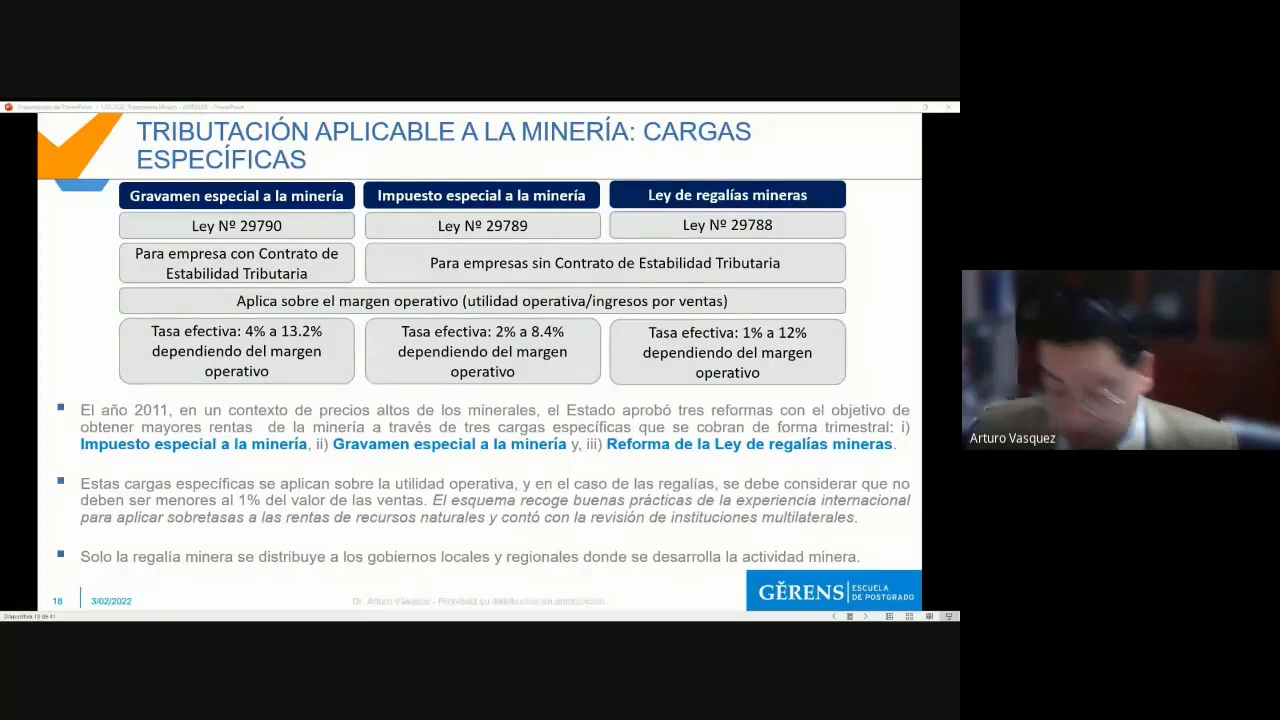 TRIBUTACIÓN APLICABLE A LA MINERÍA: CARGAS
ESPECÍFICAS
Gravamen especial a la minería
Impuesto especial a la minería
Ley de regalías mineras
Ley Nº 29790
Ley Nº 29789
Ley Nº 29788
Para empresa con Contrato de
Estabilidad Tributaria
Para empresas sin Contrato de Estabilidad Tributaria
Aplica sobre el margen operativo (utilidad operativa/ingresos por ventas)
Tasa efectiva: 4% a 13.2%
dependiendo del margen
operativo
Tasa efectiva: 2% a 8.4%
dependiendo del margen
operativo
Tasa efectiva: 1% a 12%
dependiendo del margen
operativo
El año 2011, en un contexto de precios altos de los minerales, el Estado aprobó tres reformas con el objetivo de
obtener mayores rentas de la minería a través de tres cargas específicas que se cobran de forma trimestral: i)
Impuesto especial a la minería, ii) Gravamen especial a la minería y, iii) Reforma de la Ley de regalías mineras.
Estas cargas específicas se aplican sobre la utilidad operativa, y en el caso de las regalías, se debe considerar que no
deben ser menores al 1% del valor de las ventas. El esquema recoge buenas prácticas de la experiencia internacional
para aplicar sobretasas a las rentas de recursos naturales y contó con la revisión de instituciones multilaterales.
Solo la regalía minera se distribuye a los gobiernos locales y regionales donde se desarrolla la actividad minera.
18
3/02/2022
Dr. Arturo Vásquez - Prohibida su distribución sin autorización.
GĚRENS
ESCUELA
DE POSTGRADO
Arturo Vasquez